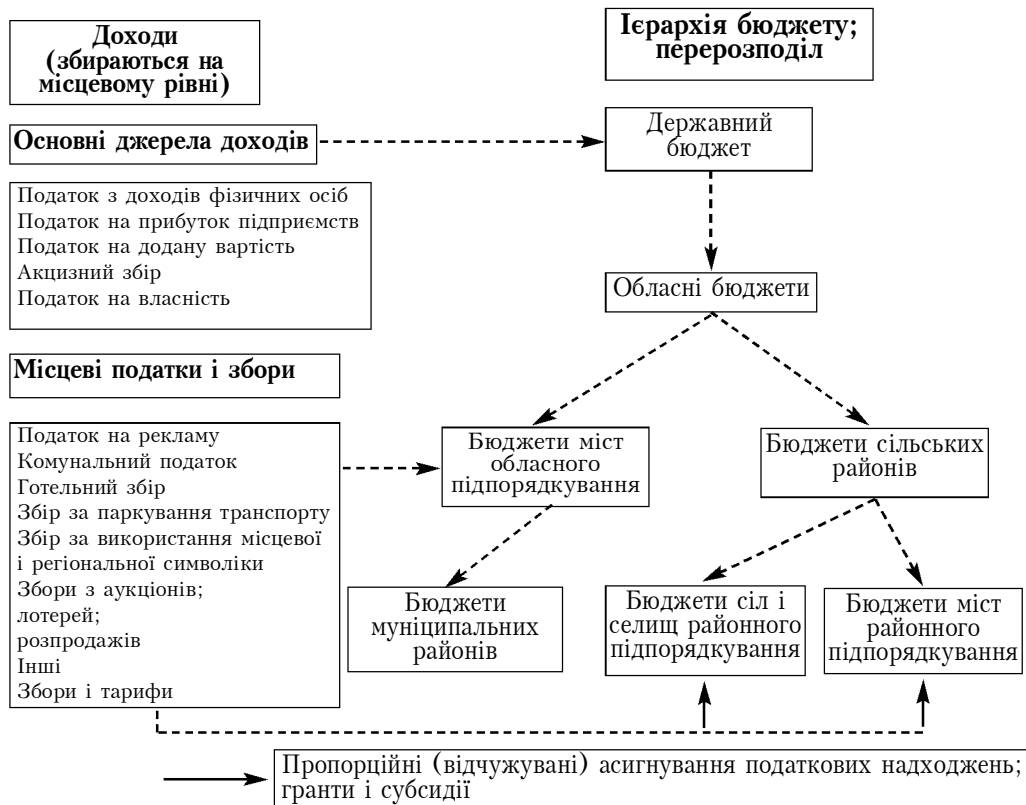 Доходи
(збираються на
місцевому рівні)
Ієрархія бюджету;
перерозподіл
Основні джерела доходів
Державний
бюджет
Податок з доходів фізичних осіб
Податок на прибуток підприємств
Податок на додану вартість
Акцизний збір
Податок на власність
Обласні бюджети
Місцеві податки і збори
Податок на рекламу
Комунальний податок
Готельний збір
Збір за паркування транспорту
Збір за використання місцевої
і регіональної символіки
Збори з аукціонів;
лотерей;
розпродажів
Інші
Збори і тарифи
Бюджети міст
обласного
підпорядкування
Бюджети сільських
районів
Бюджети
муніципальних
районів
Бюджети сіл і
селищ районного
підпорядкування
Бюджети міст
районного
підпорядкування
Пропорційні (відчужувані) асигнування податкових надходжень;
гранти і субсидії